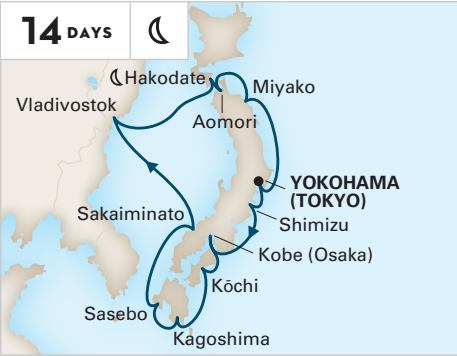 14 DAYS
Hakodate
Miyako
Vladivostok
Aomori
YOKOHAMA
(TOKYO)
Sakaiminato
Shimizu
Kobe (Osaka)
Kōchi
Sasebo
Kagoshima